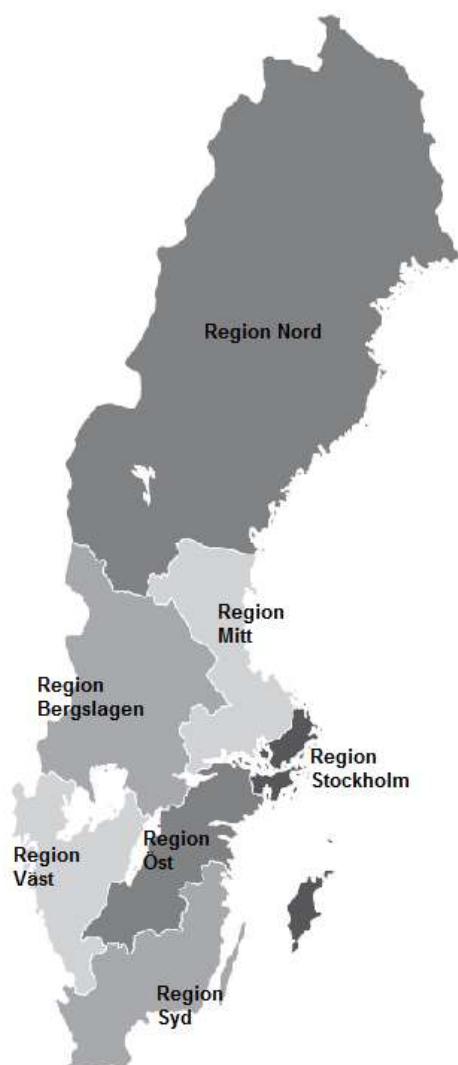 Region Nord
Region
Mitt
Region
Bergslagen
Region
Stockholm
Region
Öst
Region
Väst
Region
Syd